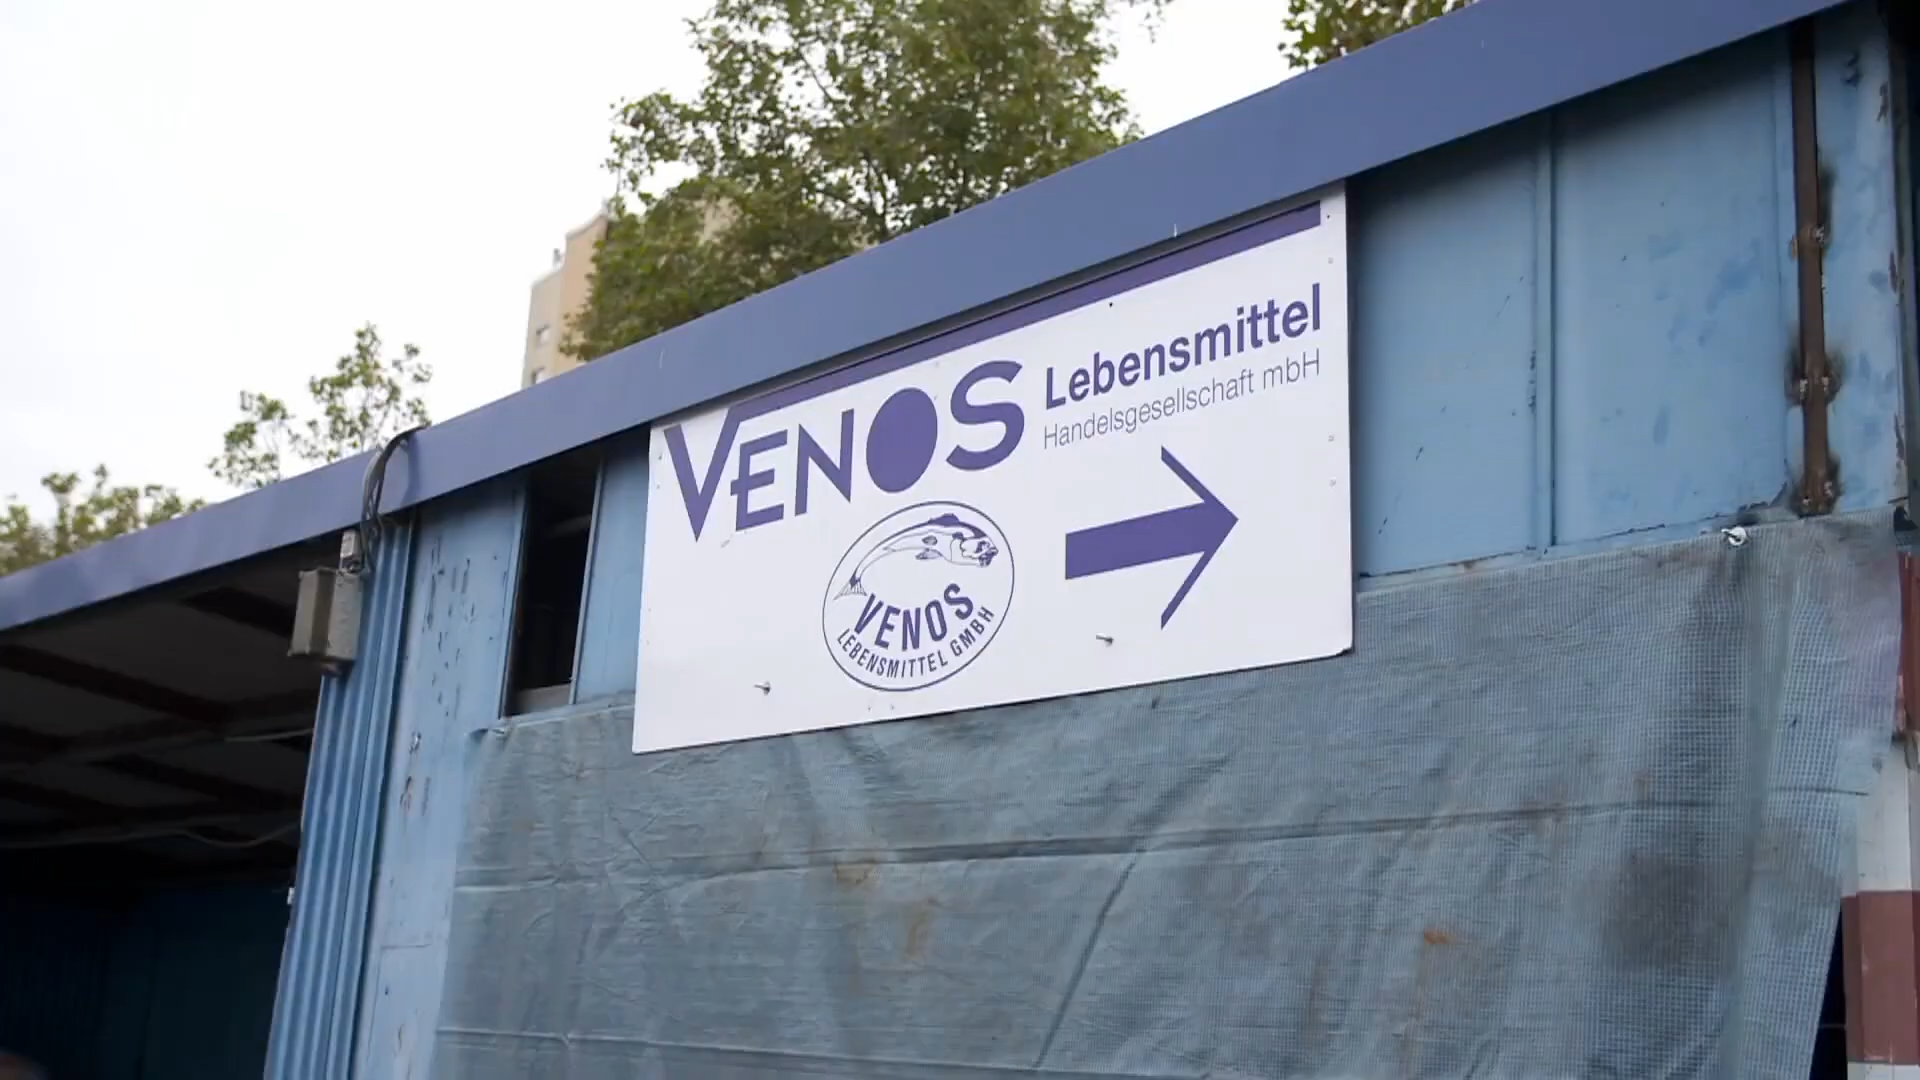 VENOS Lebensmittel
Handelsgesellschaft mbH
VENOS
LEBENSMITTEL GMBH